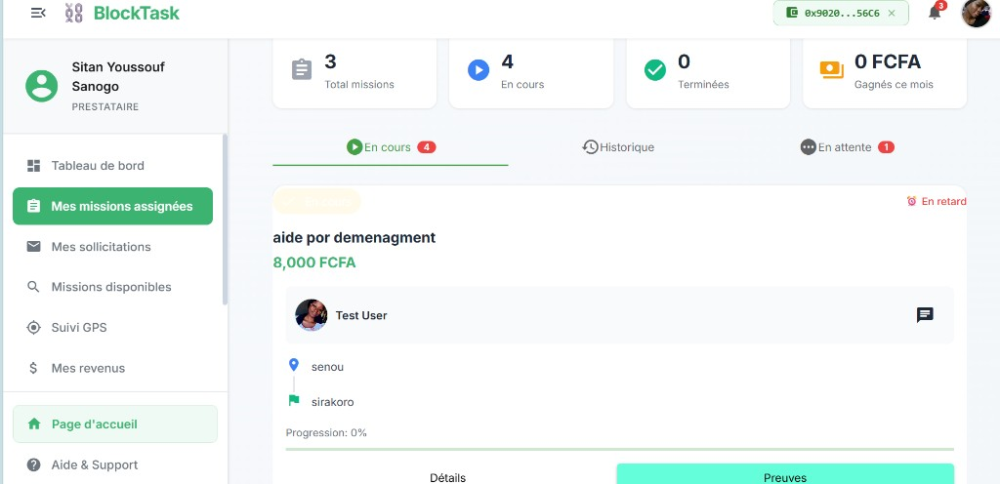 BlockTask
0x9020...56C6 ×
3
Sitan Youssouf
Sanogo
PRESTATAIRE
3
Total missions
4
En cours
0
Terminées
0 FCFA
Gagnés ce mois
Tableau de bord
Mes missions assignées
Mes sollicitations
Missions disponibles
Suivi GPS
$ Mes revenus
Page d'accueil
Aide & Support
En cours 4
Historique
En attente 1
En retard
aide por demenagment
8,000 FCFA
Test User
senou
sirakoro
Progression: 0%
Détails
Preuves